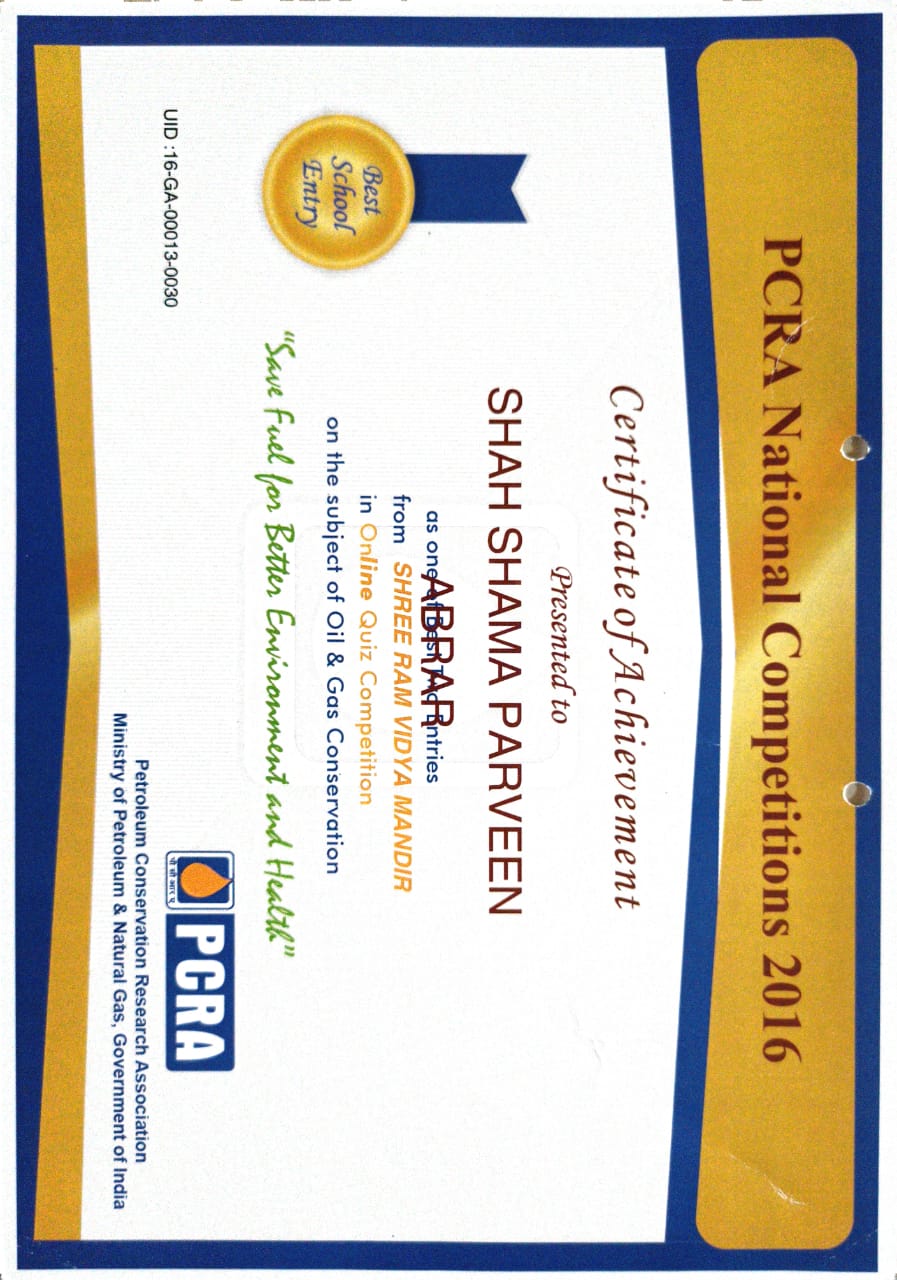 PCRA National Competitions 2016
Certificate of Achievement
Presented to
SHAH SHAMA PARVEEN
ABRAR
as one of Best Two Entries
from SHREE RAM VIDYA MANDIR
in Online Quiz Competition
on the subject of Oil & Gas Conservation
"Save Fuel for Better Environment and Health"
Best
School
Entry
UID :16-GA-00013-0030
PCRA
पी सी आर ए
Petroleum Conservation Research Association
Ministry of Petroleum & Natural Gas, Government of India